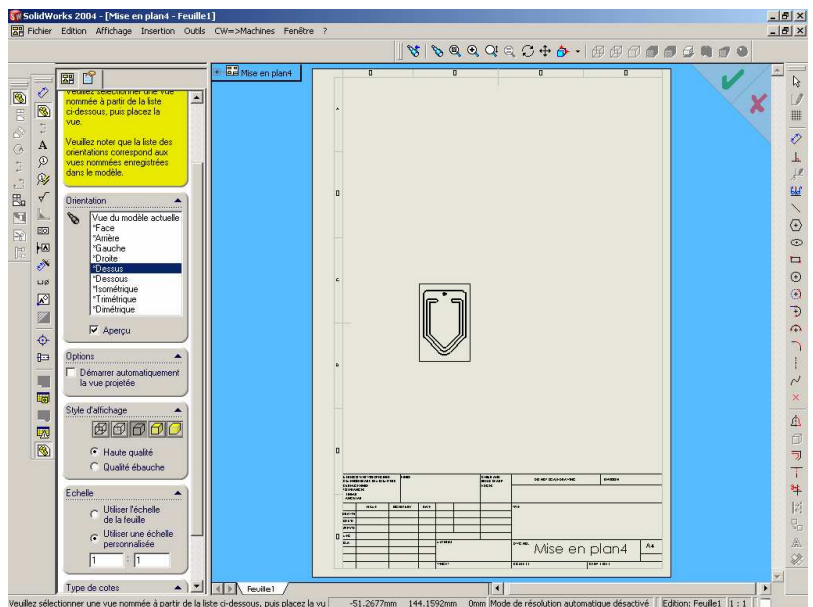 SolidWorks 2004 - [Mise en plan4 - Feuille1]
Fichier Edition Affichage Insertion Outils CW=>Machines Fenêtre ?
Mise en plan4
Veuillez sélectionner une vue
nommée à partir de la liste
ci-dessous, puis placez la
vue.
Veuillez noter que la liste des
orientations correspond aux
vues nommées enregistrées
dans le modèle.
Orientation
Vue du modèle actuelle
*Face
*Arrière
*Gauche
*Droite
*Dessus
*Dessous
*Isométrique
*Trimétrique
*Dimétrique
Aperçu
Options
Démarrer automatiquement
la vue projetée
Style d'affichage
Haute qualité
Qualité ébauche
Echelle
Utiliser l'échelle
de la feuille
Utiliser une échelle
personnalisée
1 : 1
Type de cotes
Mise en plan4
A4
Feuille1
Veuillez sélectionner une vue nommée à partir de la liste ci-dessous, puis placez la vu -51.2677mm 144.1592mm 0mm Mode de résolution automatique désactivé Edition: Feuille1 1 : 1